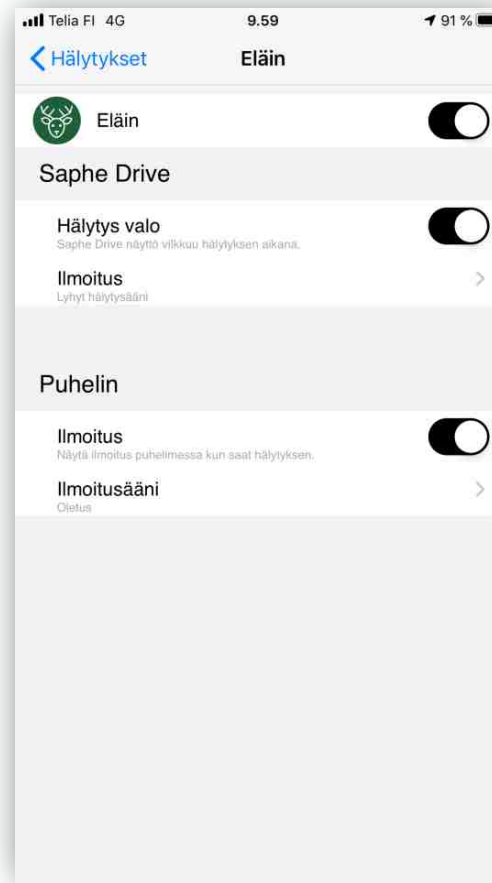 Telia FI 4G 9.59 91 %
Hälytykset Eläin
Eläin
Saphe Drive
Hälytys valo
Saphe Drive näyttö vilkkuu hälytyksen aikana.
Ilmoitus
Lyhyt hälytysääni
Puhelin
Ilmoitus
Näytä ilmoitus puhelimessa kun saat hälytyksen.
Ilmoitusääni
Oletus